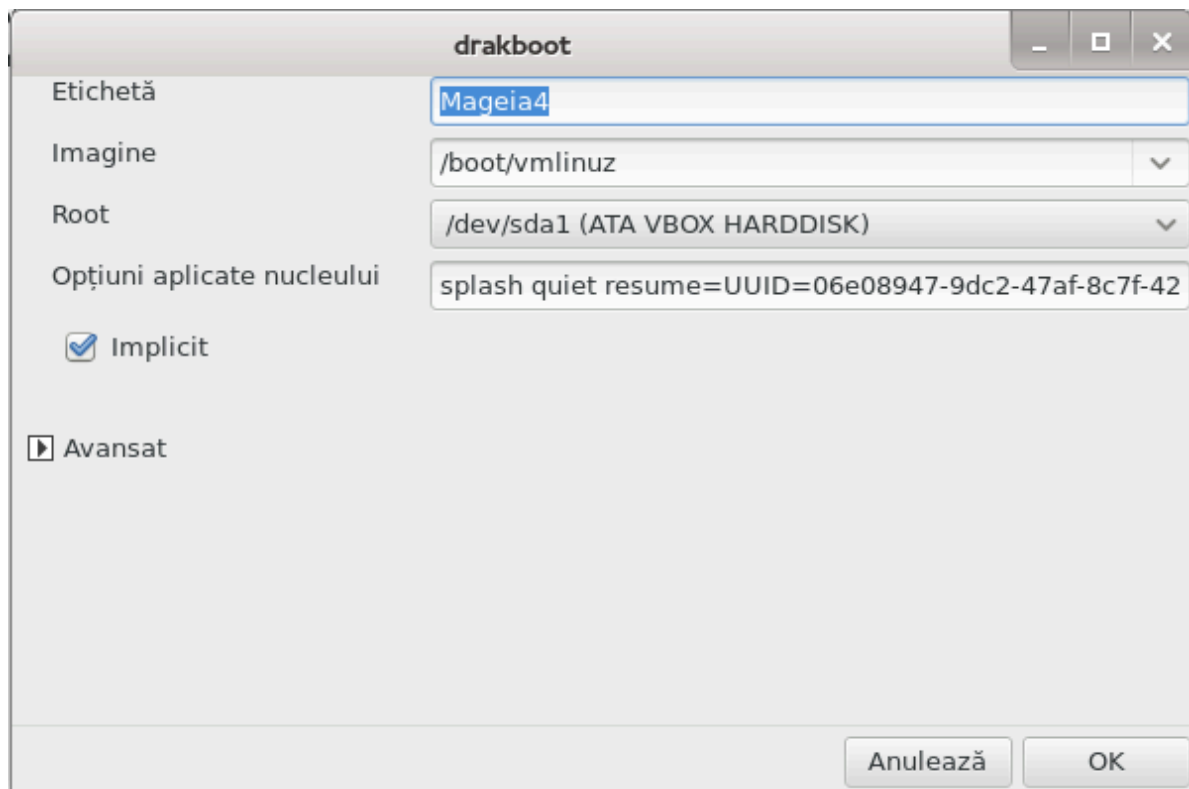 drakboot
Etichetă Mageia4
Imagine /boot/vmlinuz
Root /dev/sda1 (ATA VBOX HARDDISK)
Opțiuni aplicate nucleului splash quiet resume=UUID=06e08947-9dc2-47af-8c7f-42
Implicit
Avansat
Anulează OK